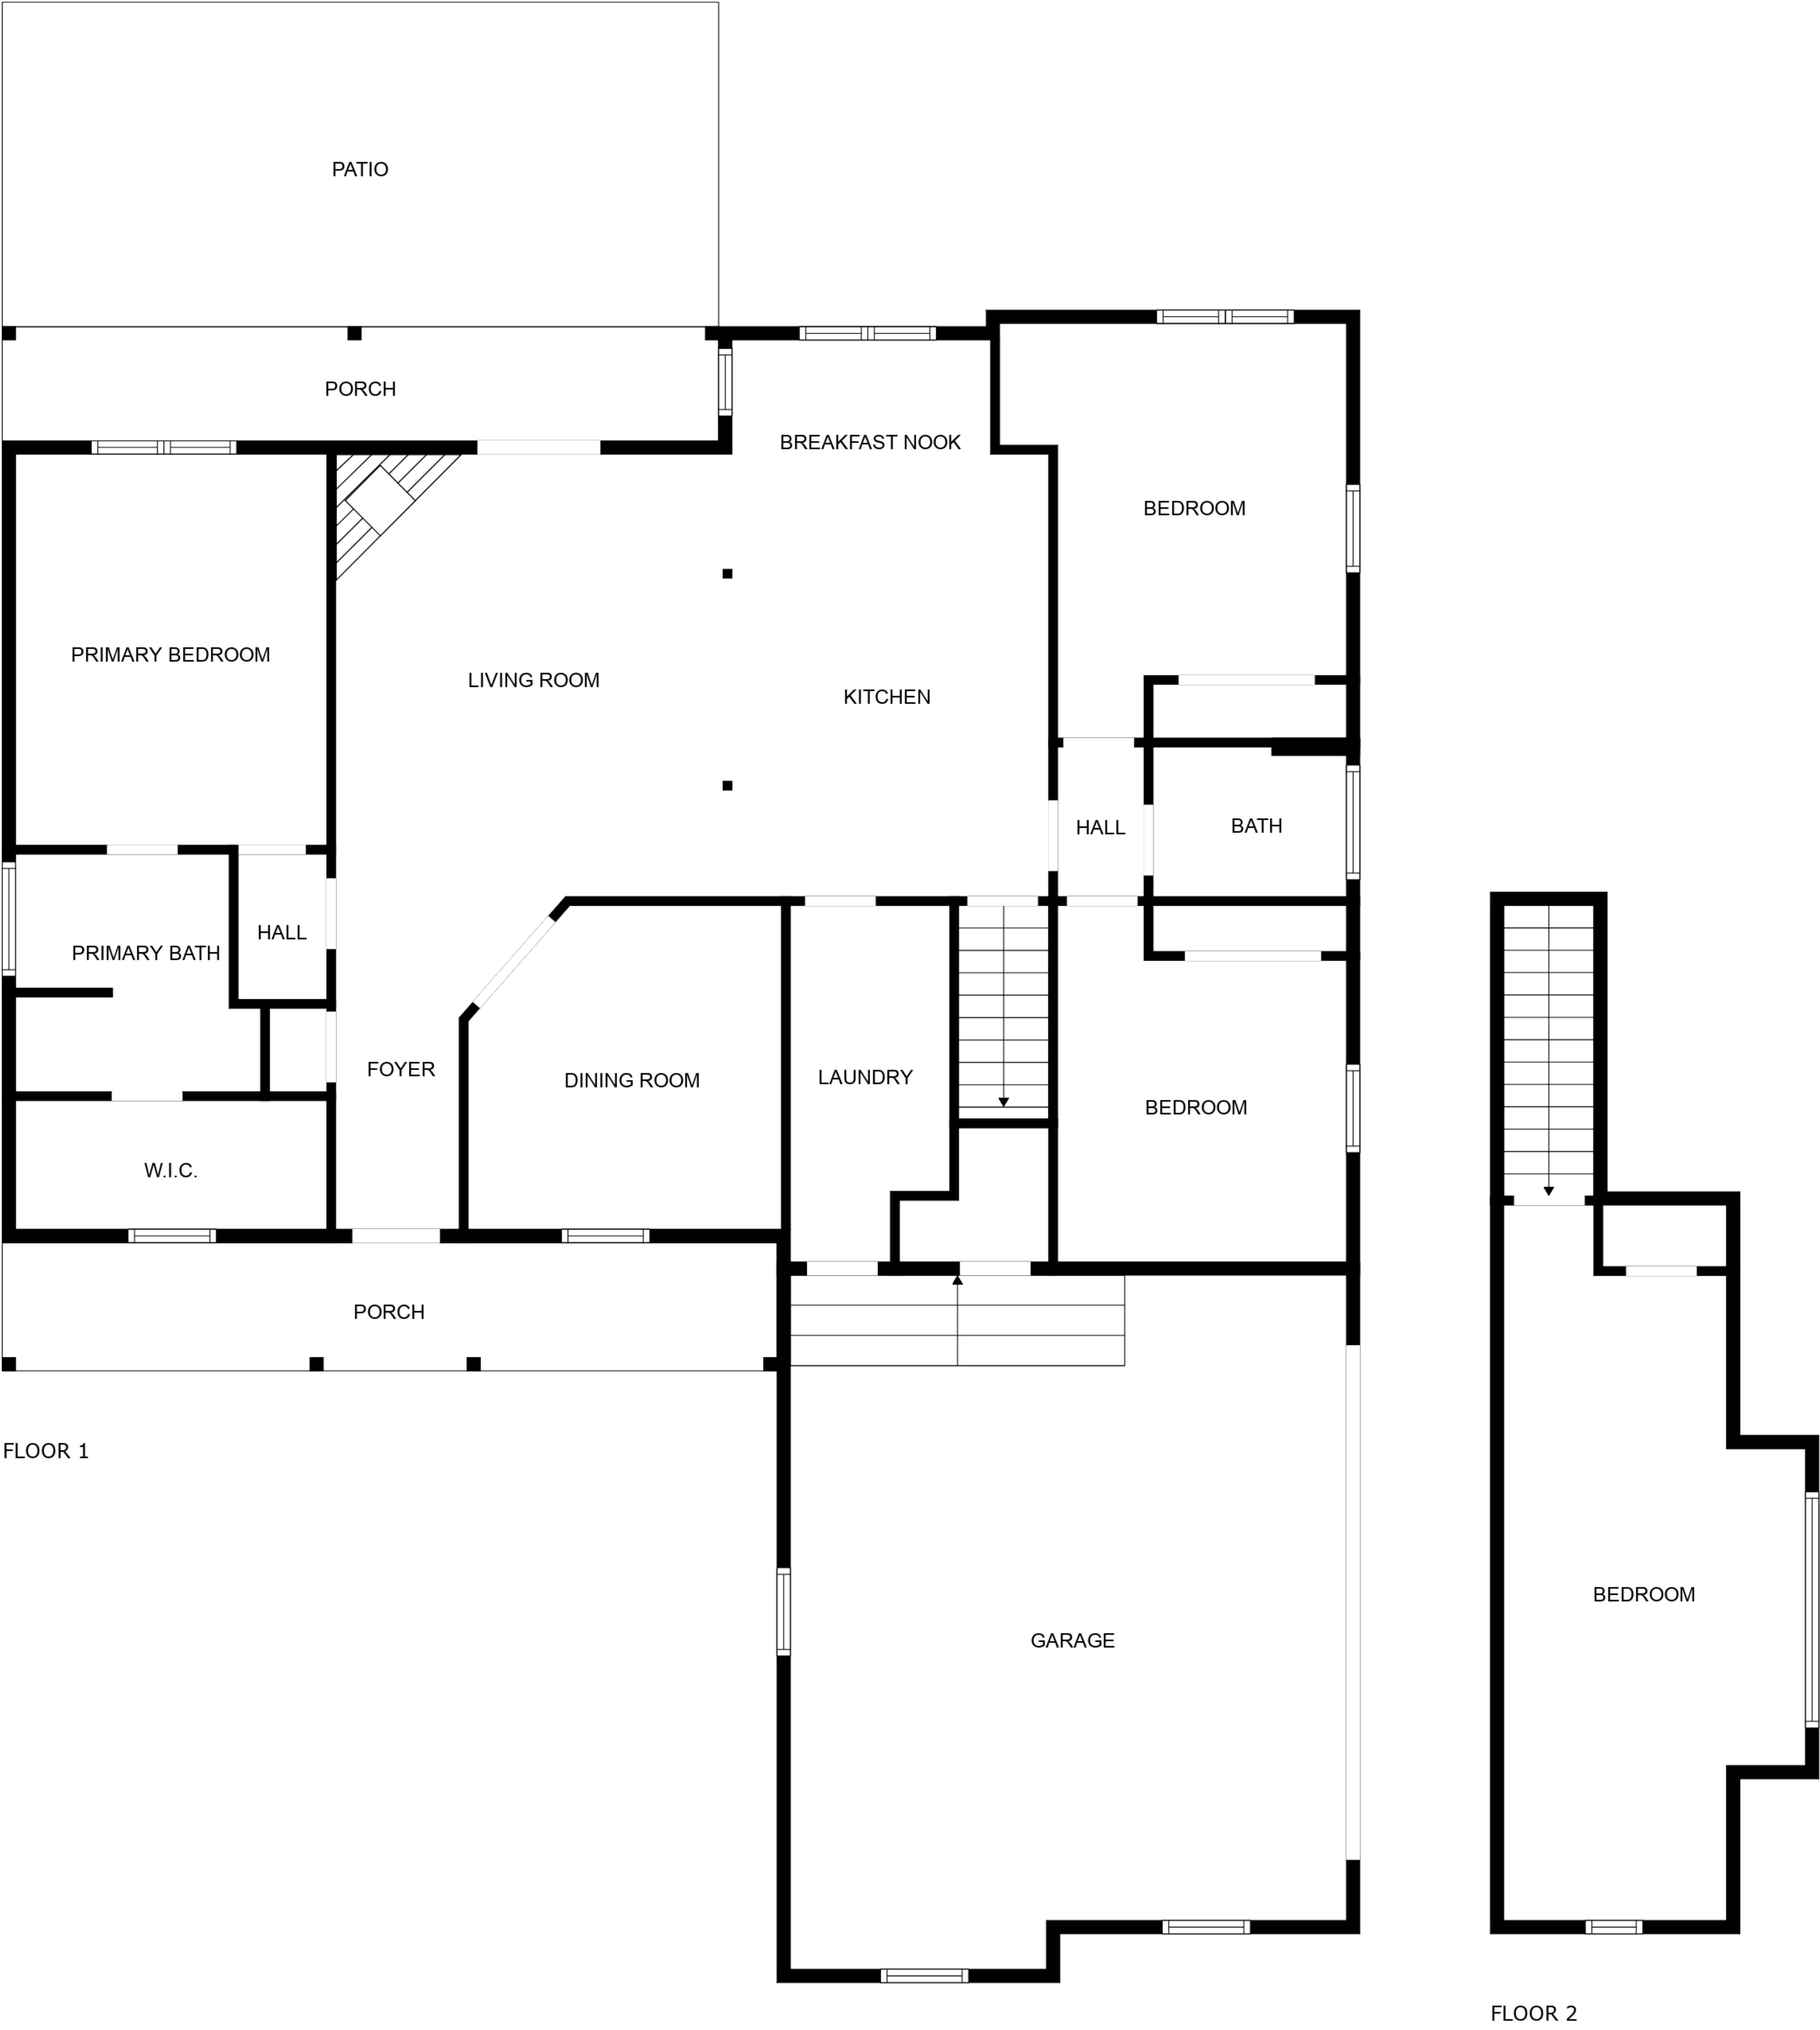 PATIO
PORCH
BREAKFAST NOOK
BEDROOM
PRIMARY BEDROOM
LIVING ROOM
KITCHEN
HALL
BATH
HALL
PRIMARY BATH
FOYER
DINING ROOM
LAUNDRY
BEDROOM
W.I.C.
PORCH
FLOOR 1
GARAGE
BEDROOM
FLOOR 2